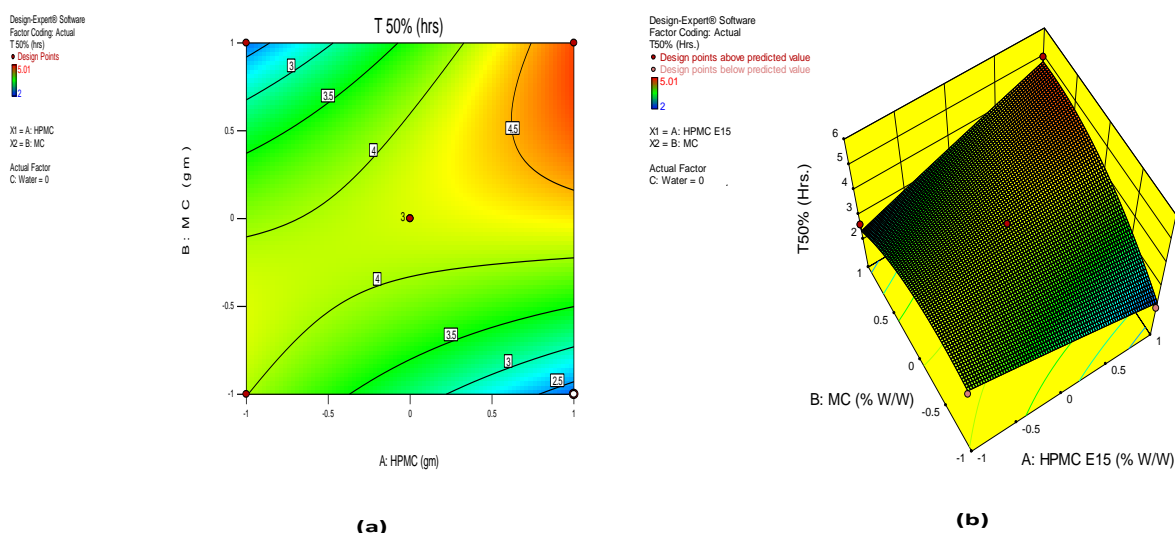 Design-Expert® Software
Factor Coding: Actual
T 50% (hrs)
Design Points
5.01
2
X1 = A: HPMC
X2 = B: MC
Actual Factor
C: Water = 0
T 50% (hrs)
1
0.5
0
-0.5
-1
-1
-0.5
0
0.5
1
B: MC (gm)
A: HPMC (gm)
3
3.5
4
4.5
3
4
3.5
3
2.5
(a)
Design-Expert® Software
Factor Coding: Actual
T50% (Hrs.)
Design points above predicted value
Design points below predicted value
5.01
2
X1 = A: HPMC E15
X2 = B: MC
Actual Factor
C: Water = 0
.
6
5
4
3
2
1
T50% (Hrs.)
1
0.5
0
-0.5
-1
B: MC (% W/W)
-1
-0.5
0
0.5
1
A: HPMC E15 (% W/W)
(b)